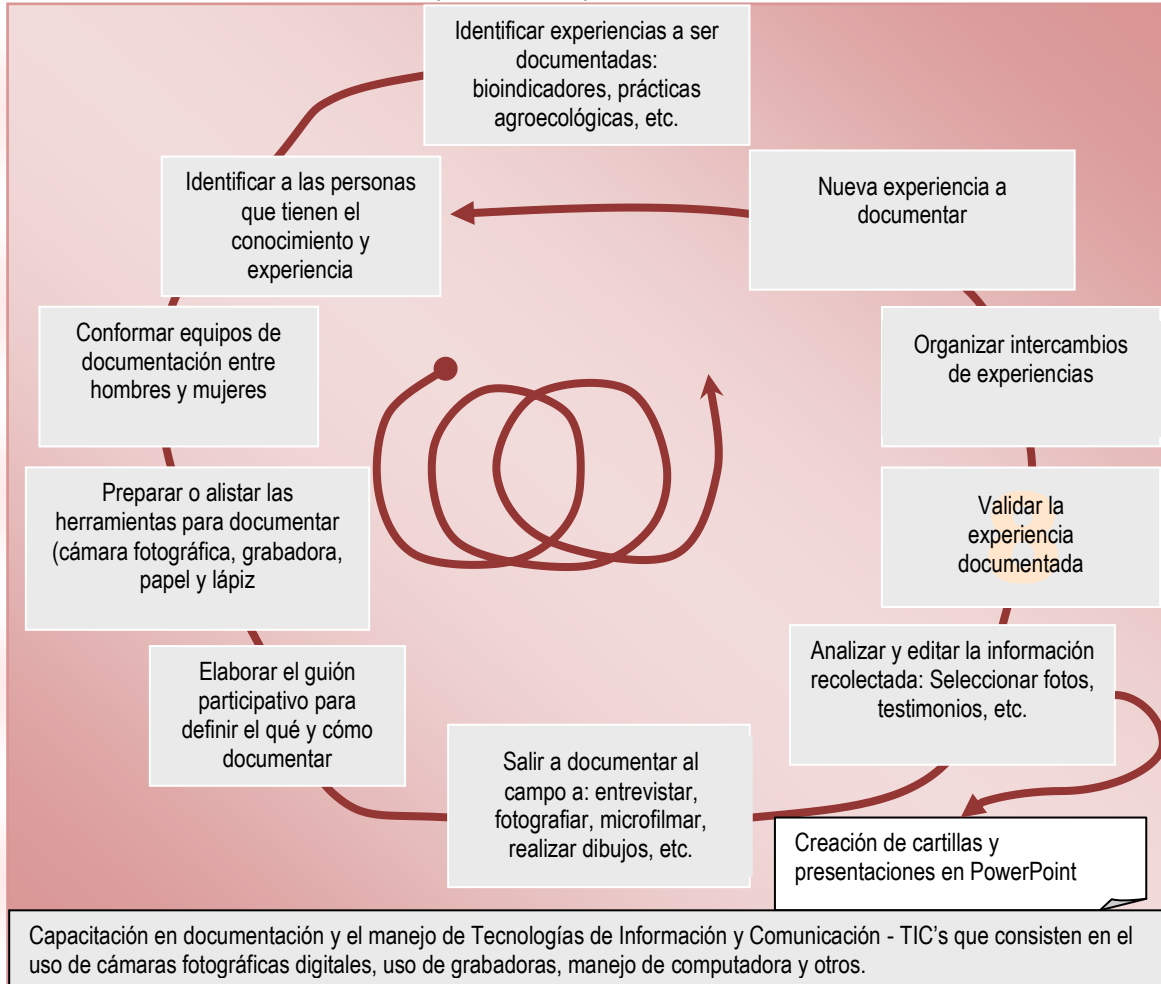 Identificar experiencias a ser
documentadas:
bioindicadores, prácticas
agroecológicas, etc.
Identificar a las personas
que tienen el
conocimiento y
experiencia
Conformar equipos de
documentación entre
hombres y mujeres
Preparar o alistar las
herramientas para documentar
(cámara fotográfica, grabadora,
papel y lápiz
Elaborar el guión
participativo para
definir el qué y cómo
documentar
Salir a documentar al
campo a: entrevistar,
fotografiar, microfilmar,
realizar dibujos, etc.
Analizar y editar la información
recolectada: Seleccionar fotos,
testimonios, etc.
Creación de cartillas y
presentaciones en PowerPoint
8
Validar la
experiencia
documentada
Organizar intercambios
de experiencias
Nueva experiencia a
documentar
Capacitación en documentación y el manejo de Tecnologías de Información y Comunicación - TIC’s que consisten en el
uso de cámaras fotográficas digitales, uso de grabadoras, manejo de computadora y otros.